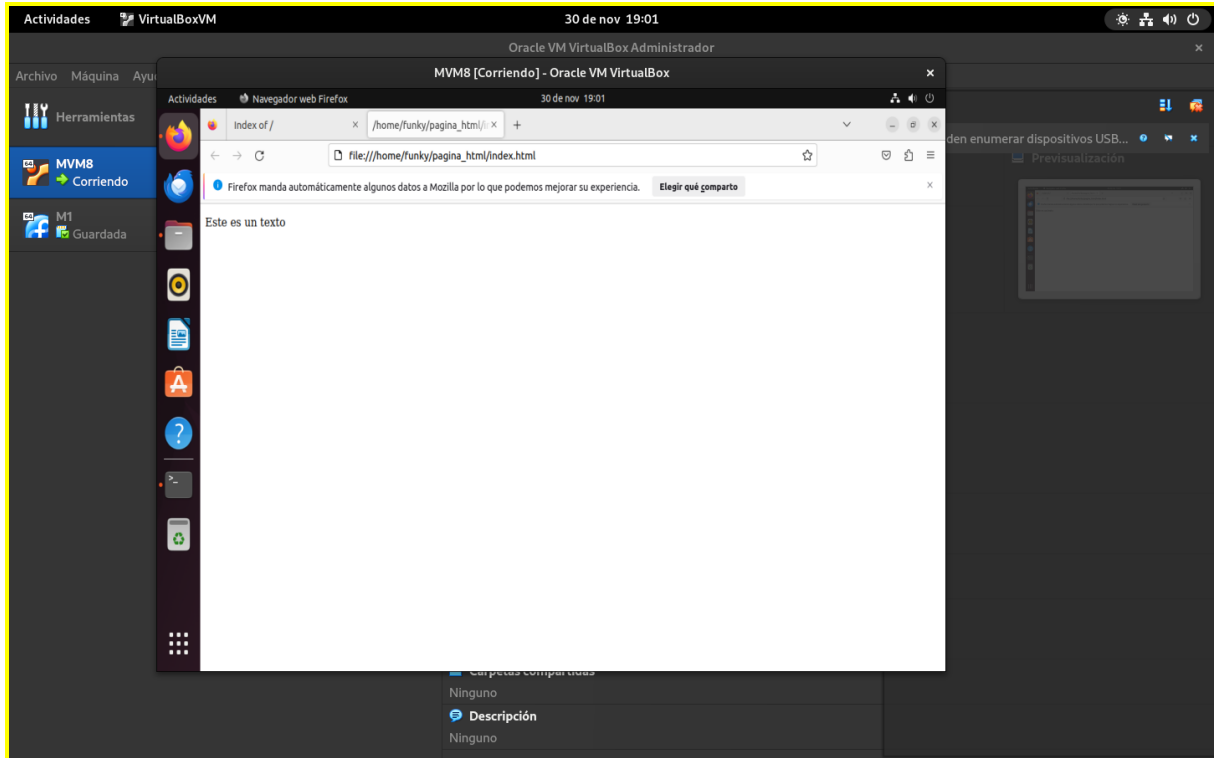 Actividades VirtualBoxVM 30 de nov 19:01
Oracle VM VirtualBox Administrador
Archivo Máquina
Herramientas
MVM8
Corriendo
M1
Guardada
MVM8 [Corriendo] - Oracle VM VirtualBox
Actividades Navegador web Firefox 30 de nov 19:01
Index of / /home/funky/pagina_html/
file:///home/funky/pagina_html/index.html
Firefox manda automáticamente algunos datos a Mozilla por lo que podemos mejorar su experiencia. Elegir qué comparto
Este es un texto
den enumerar dispositivos USB...
Previsualización
Carpetas compartidas
Ninguno
Descripción
Ninguno